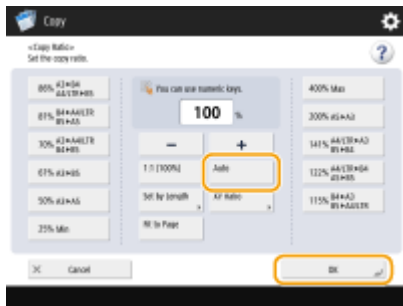 Copy
<Copy Ratio>
Set the copy ratio.
86% A3▸B4
A4/LTR▸B5
You can use numeric keys.
400% Max
81% B4▸A4/LTR
B5▸A5
100 %
200% A5▸A3
70% A3▸A4/LTR
B4▸B5
− +
141% A4/LTR▸A3
B5▸B4
61% A3▸B5
1:1 (100%)
Auto
122% A4/LTR▸B4
A5▸B5
50% A3▸A5
Set by Length
XY Ratio
115% B4▸A3
B5▸A4/LTR
25% Min
Fit to Page
Cancel
OK